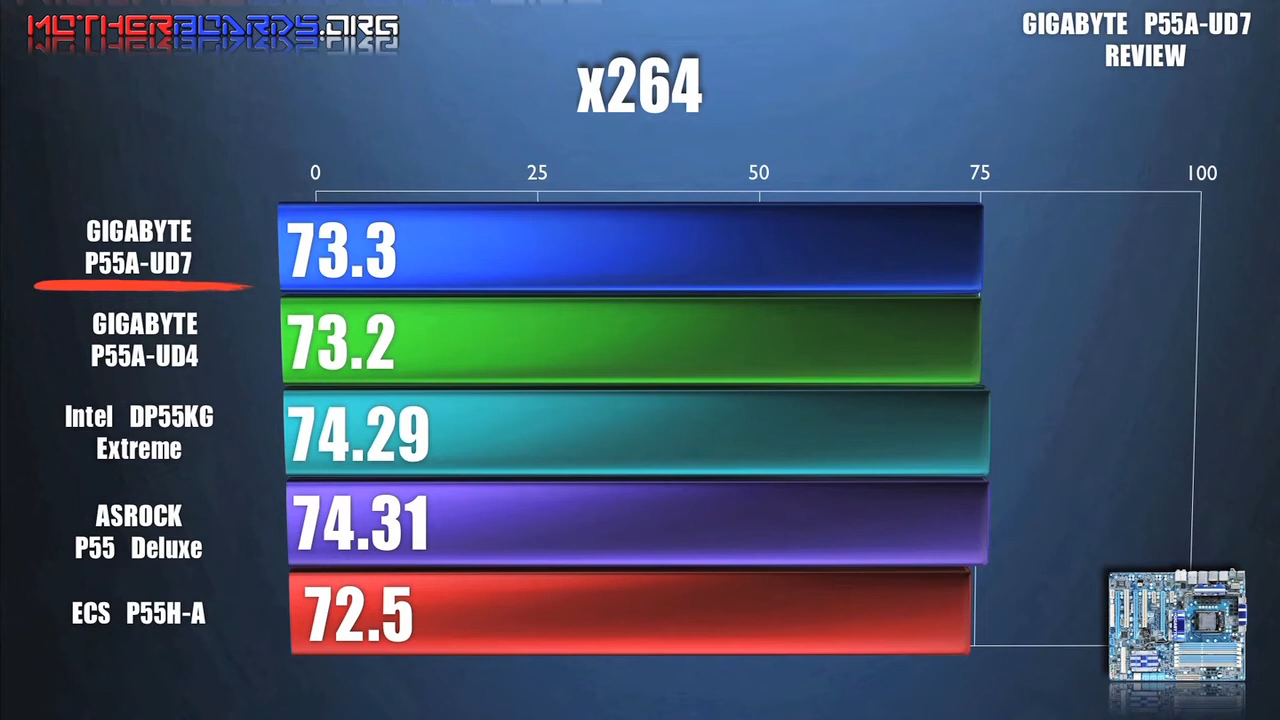 MOTHERBOARDS.ORG
GIGABYTE P55A-UD7
REVIEW
x264
0 25 50 75 100
GIGABYTE
P55A-UD7
73.3
GIGABYTE
P55A-UD4
73.2
Intel DP55KG
Extreme
74.29
ASROCK
P55 Deluxe
74.31
ECS P55H-A
72.5